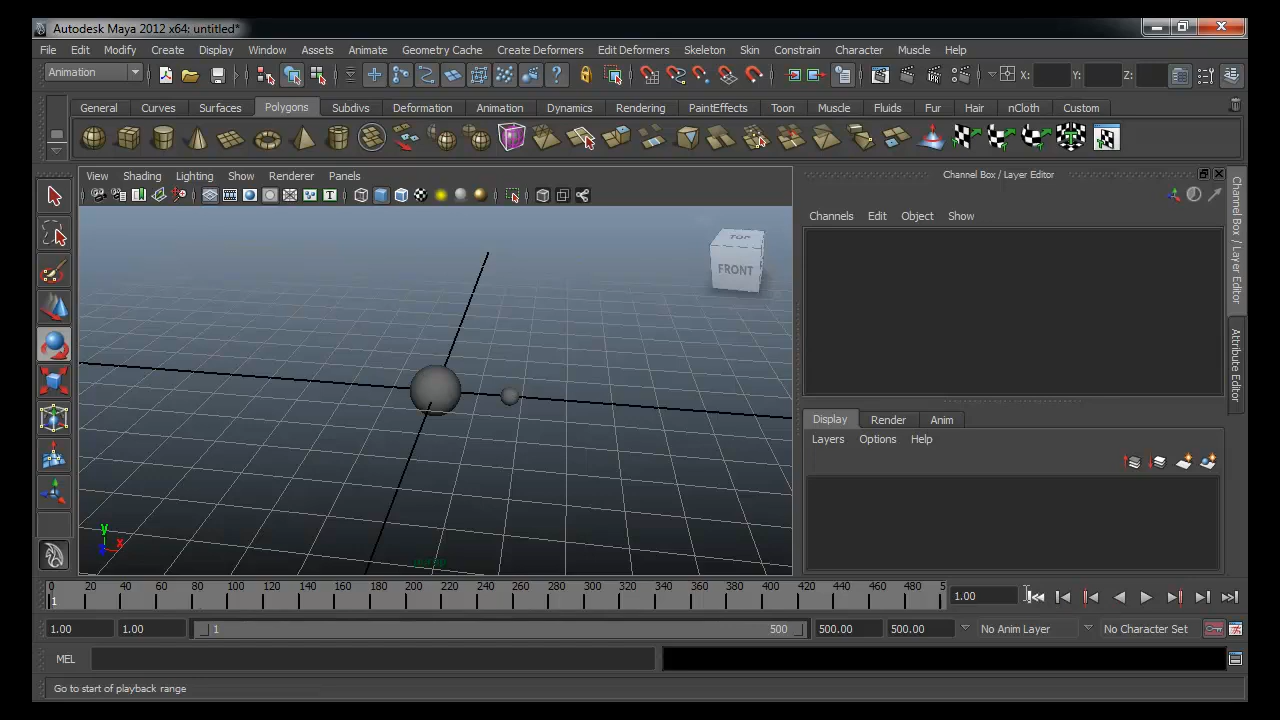 Autodesk Maya 2012 x64: untitled*
File Edit Modify Create Display Window Assets Animate Geometry Cache Create Deformers Edit Deformers Skeleton Skin Constrain Character Muscle Help
Animation X: Y: Z:
General Curves Surfaces Polygons Subdivs Deformation Animation Dynamics Rendering PaintEffects Toon Muscle Fluids Fur Hair nCloth Custom
View Shading Lighting Show Renderer Panels
Channel Box / Layer Editor
Channels Edit Object Show
TOP
FRONT
Channel Box / Layer Editor
Attribute Editor
Display Render Anim
Layers Options Help
y
x
persp
0 20 40 60 80 100 120 140 160 180 200 220 240 260 280 300 320 340 360 380 400 420 440 460 480 5
1 1.00
1.00 1.00 1 500 500.00 500.00 No Anim Layer No Character Set
MEL
Go to start of playback range